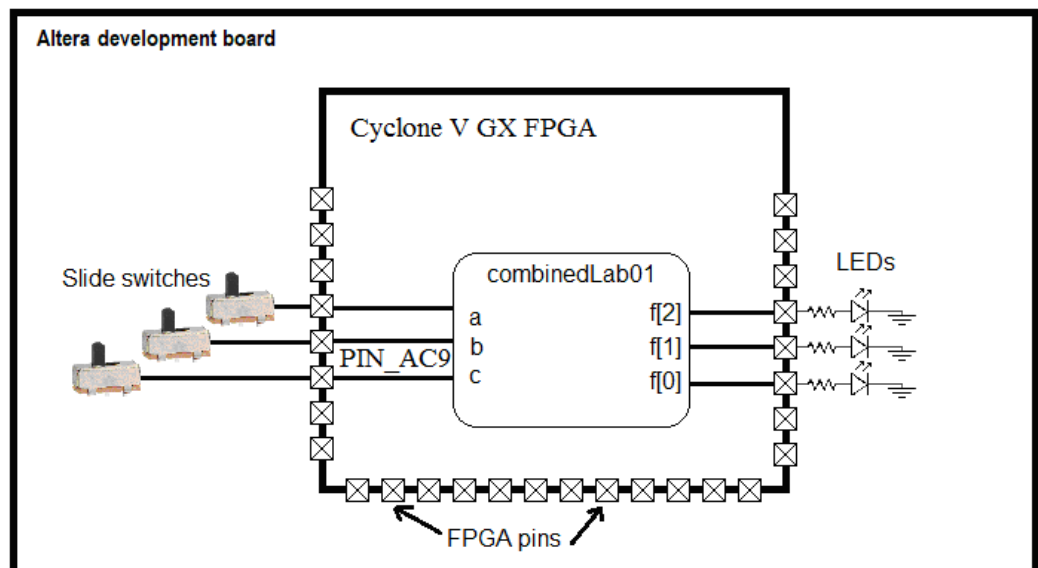 Altera development board
Cyclone V GX FPGA
Slide switches
combinedLab01
LEDs
a
f[2]
b
f[1]
PIN_AC9
c
f[0]
FPGA pins